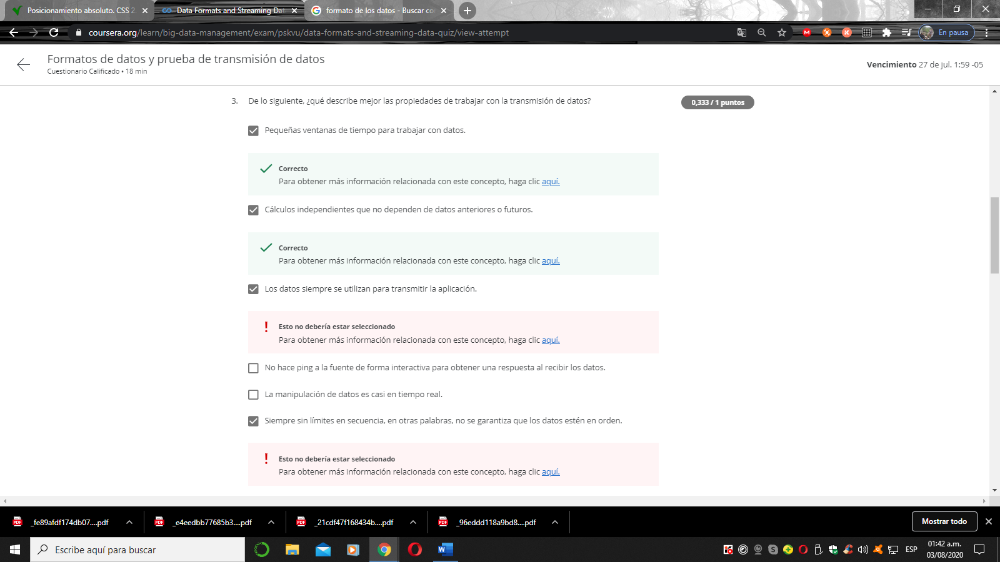 Posicionamiento absoluto. CSS 2.
Data Formats and Streaming Dat
formato de los datos - Buscar co
coursera.org/learn/big-data-management/exam/pskvu/data-formats-and-streaming-data-quiz/view-attempt
En pausa
Formatos de datos y prueba de transmisión de datos
Cuestionario Calificado • 18 min
Vencimiento 27 de jul. 1:59 -05
3. De lo siguiente, ¿qué describe mejor las propiedades de trabajar con la transmisión de datos?
0,333 / 1 puntos
Pequeñas ventanas de tiempo para trabajar con datos.
Correcto
Para obtener más información relacionada con este concepto, haga clic aquí.
Cálculos independientes que no dependen de datos anteriores o futuros.
Correcto
Para obtener más información relacionada con este concepto, haga clic aquí.
Los datos siempre se utilizan para transmitir la aplicación.
Esto no debería estar seleccionado
Para obtener más información relacionada con este concepto, haga clic aquí.
No hace ping a la fuente de forma interactiva para obtener una respuesta al recibir los datos.
La manipulación de datos es casi en tiempo real.
Siempre sin límites en secuencia, en otras palabras, no se garantiza que los datos estén en orden.
Esto no debería estar seleccionado
Para obtener más información relacionada con este concepto, haga clic aquí.
_fe89afdf174db07....pdf
_e4eedbb77685b3....pdf
_21cdf47f168434b....pdf
_96eddd118a9bd8....pdf
Mostrar todo
Escribe aquí para buscar
ESP
01:42 a.m.
03/08/2020